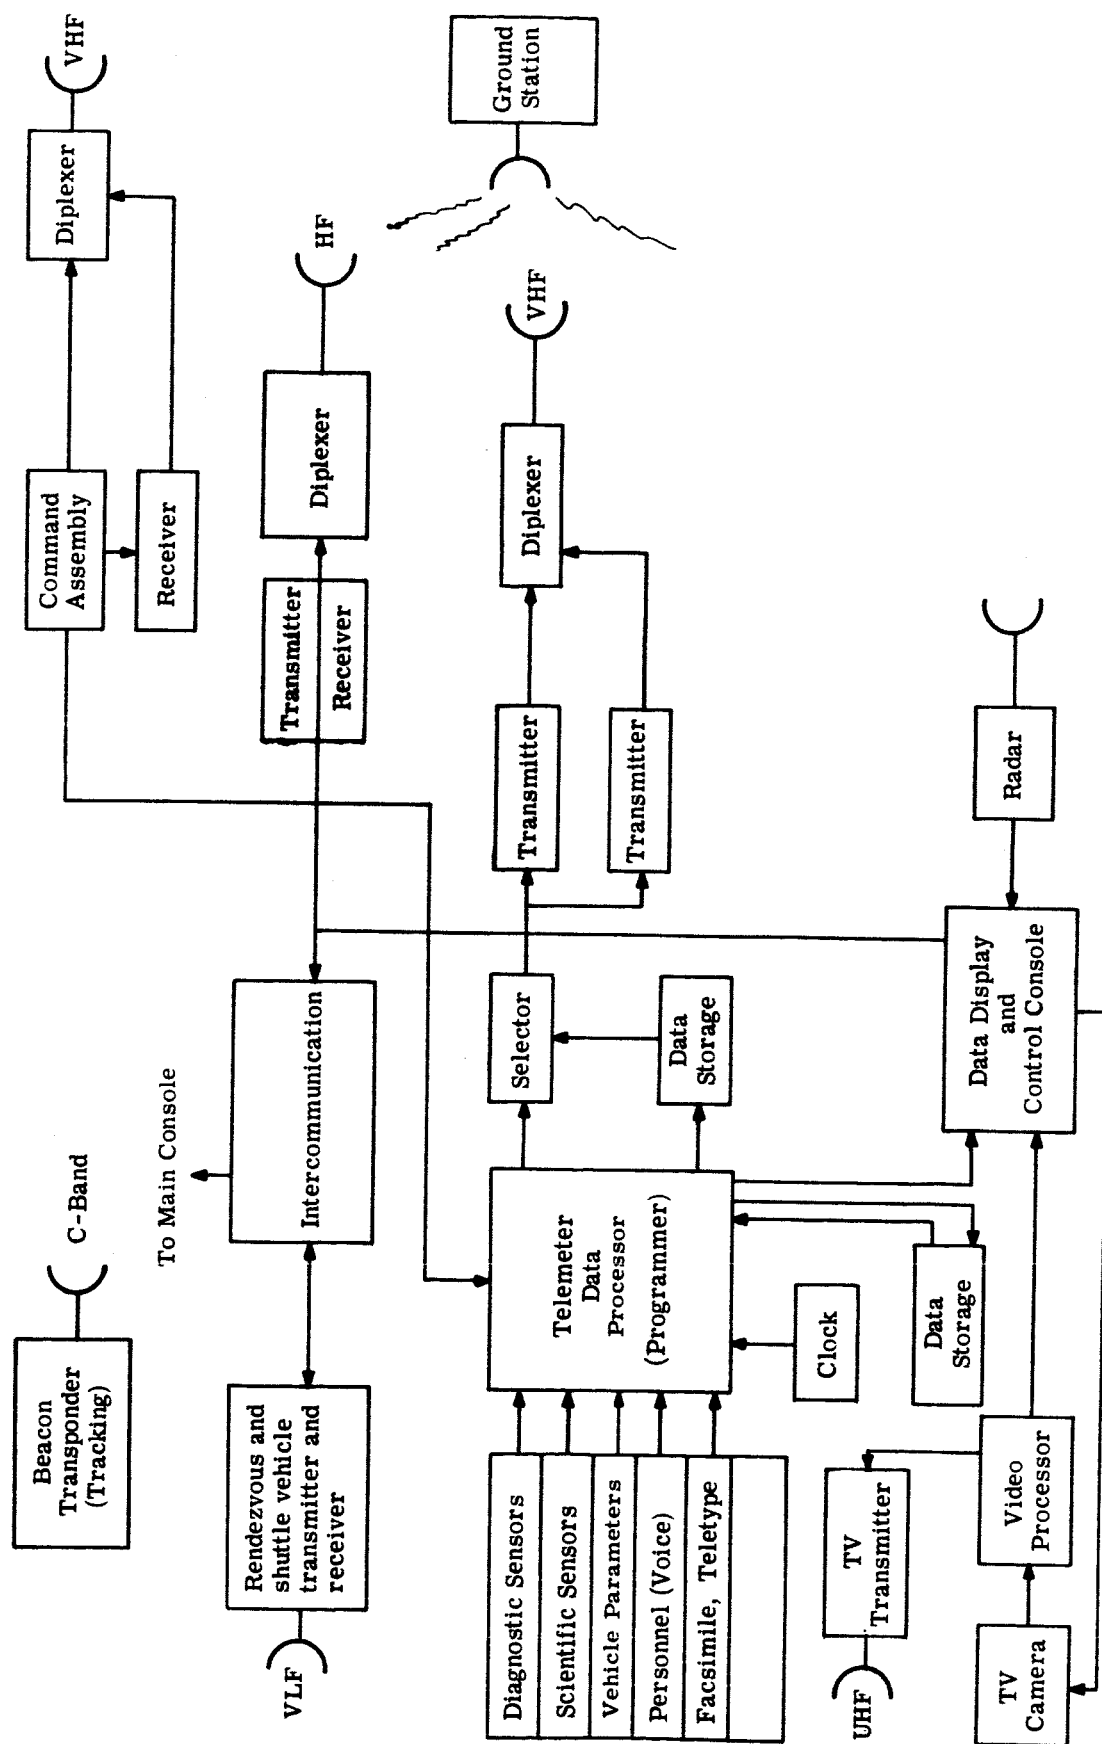 Beacon
Transponder
(Tracking)
C-Band
To Main Console
Command
Assembly
Receiver
Diplexer
VHF
VLF
Rendezvous and
shuttle vehicle
transmitter and
receiver
Intercommunication
Transmitter
Receiver
Diplexer
HF
Ground
Station
Diagnostic Sensors
Scientific Sensors
Vehicle Parameters
Personnel (Voice)
Facsimile, Teletype
Telemeter
Data
Processor
(Programmer)
Selector
Data
Storage
Transmitter
Transmitter
Diplexer
VHF
Clock
Data
Storage
UHF
TV
Transmitter
TV
Camera
Video
Processor
Data Display
and
Control Console
Radar